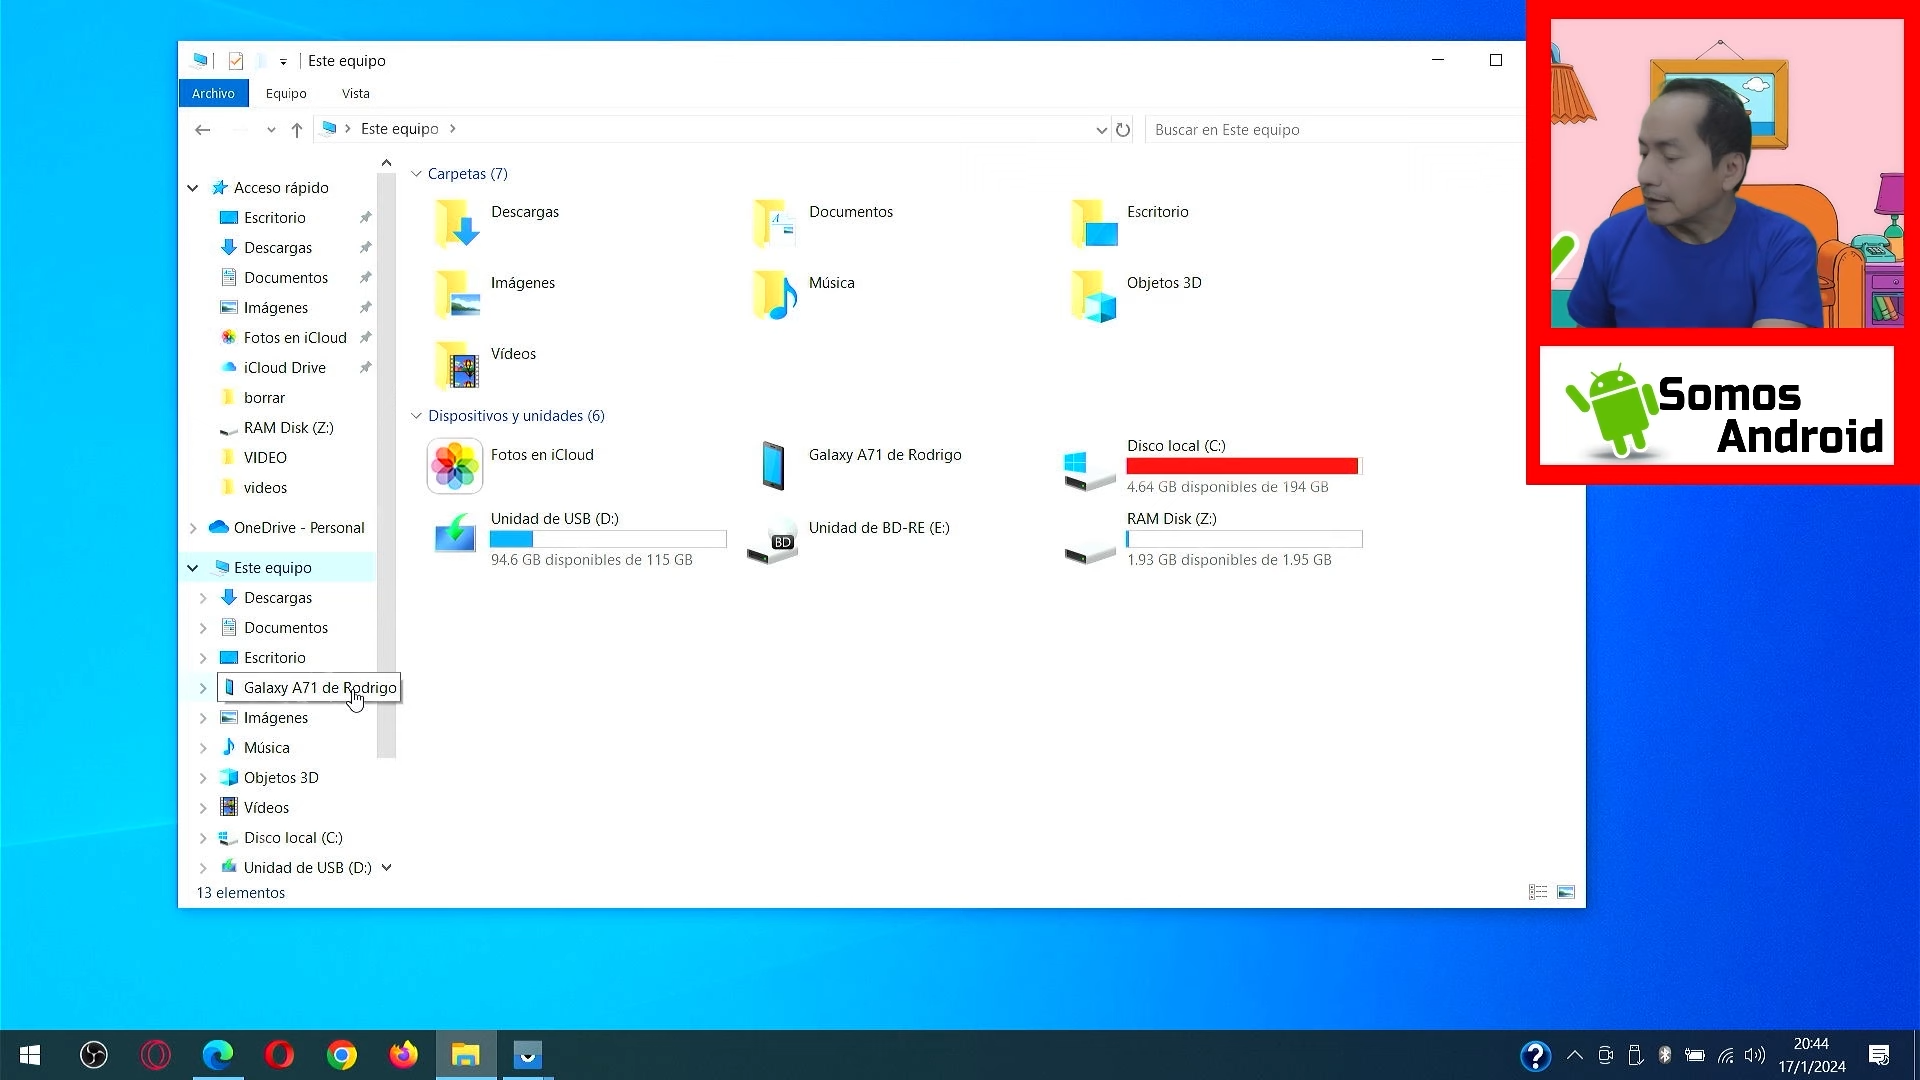 Este equipo
Archivo
Equipo
Vista
Este equipo
Buscar en Este equipo
Acceso rápido
Escritorio
Descargas
Documentos
Imágenes
Fotos en iCloud
iCloud Drive
borrar
RAM Disk (Z:)
VIDEO
videos
OneDrive - Personal
Este equipo
Descargas
Documentos
Escritorio
Galaxy A71 de Rodrigo
Imágenes
Música
Objetos 3D
Vídeos
Disco local (C:)
Unidad de USB (D:)
13 elementos
Carpetas (7)
Descargas
Documentos
Escritorio
Imágenes
Música
Objetos 3D
Vídeos
Dispositivos y unidades (6)
Fotos en iCloud
Galaxy A71 de Rodrigo
Disco local (C:)
4.64 GB disponibles de 194 GB
Unidad de USB (D:)
94.6 GB disponibles de 115 GB
BD
Unidad de BD-RE (E:)
RAM Disk (Z:)
1.93 GB disponibles de 1.95 GB
Somos
Android
20:44
17/1/2024